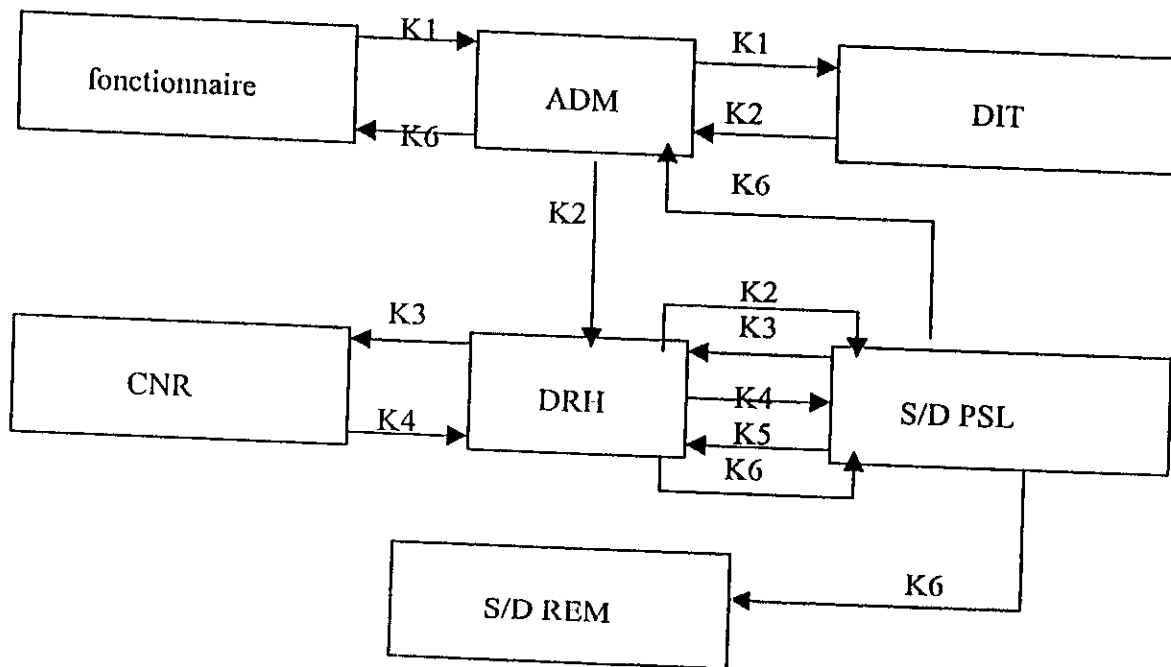 K1
K1
fonctionnaire
ADM
DIT
K6
K2
K6
K2
K2
K3
K3
CNR
DRH
K4
S/D PSL
K4
K5
K6
S/D REM
K6